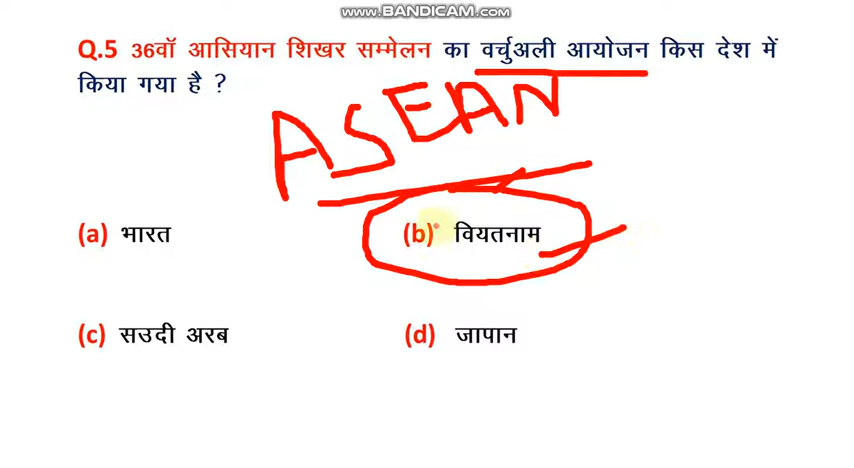 www.BANDICAM.com
Q.5 36वाॅ आसियान शिखर सम्मेलन का वर्चुअली आयोजन किस देश में
किया गया है ?
ASEAN
(a) भारत (b) वियतनाम
(c) सउदी अरब (d) जापान